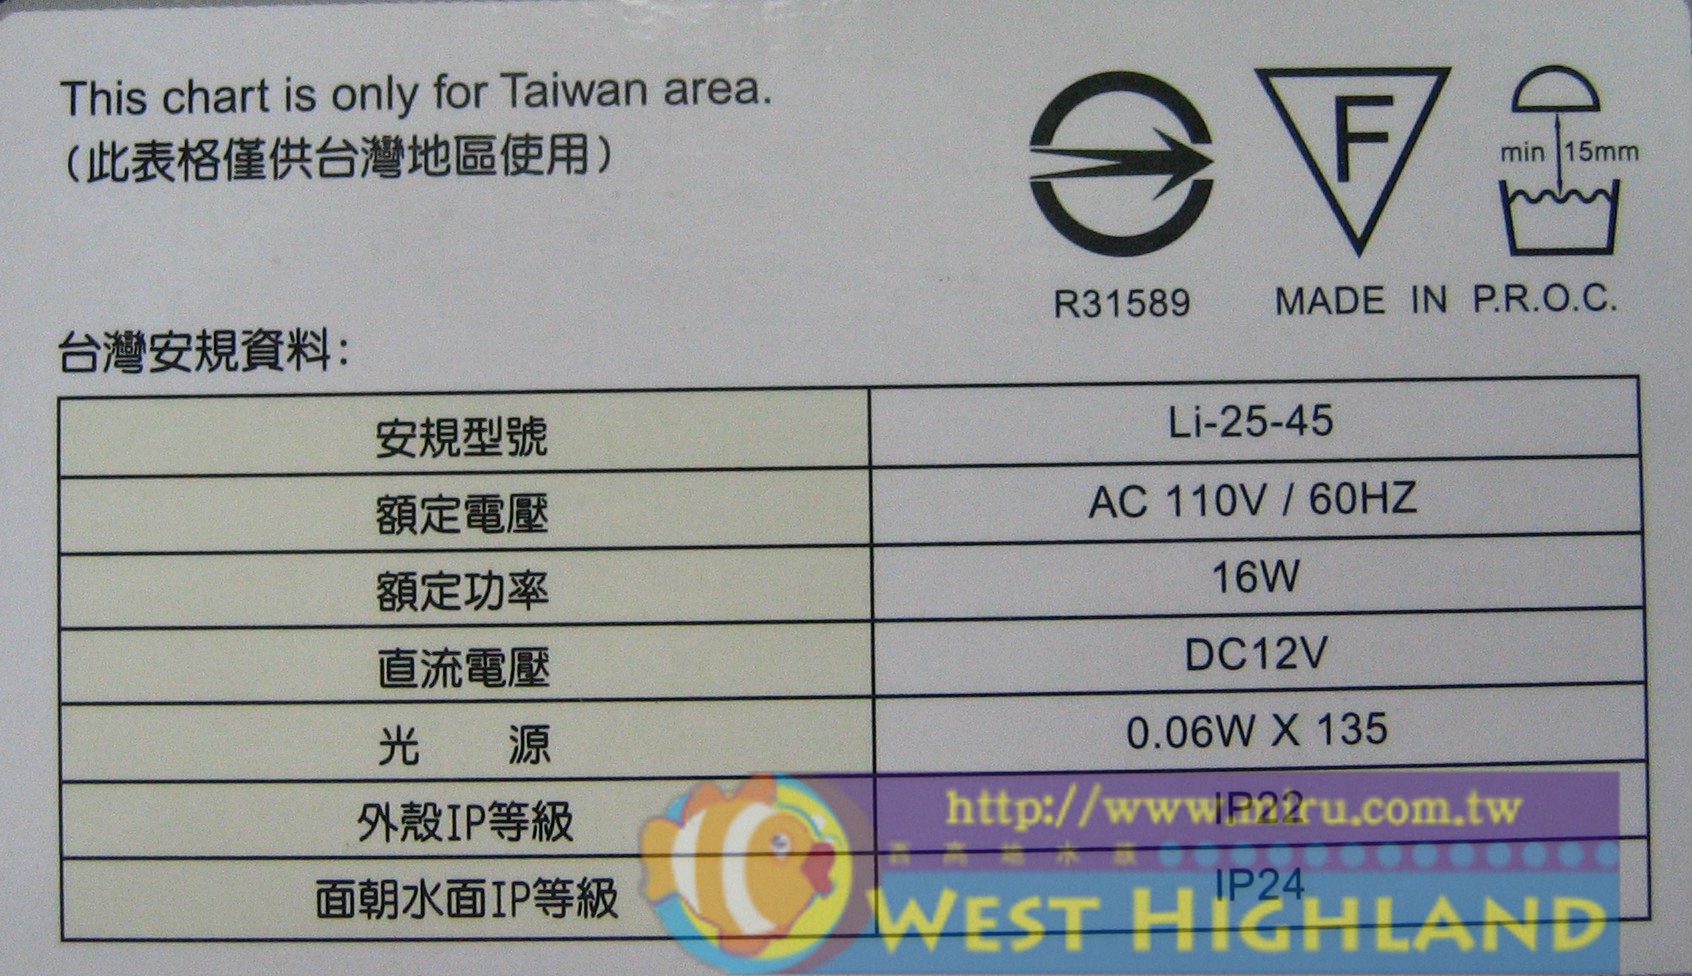 This chart is only for Taiwan area.
(此表格僅供台灣地區使用)
F
min 15mm
R31589
MADE IN P.R.O.C.
台灣安規資料:
安規型號 Li-25-45
額定電壓 AC 110V / 60HZ
額定功率 16W
直流電壓 DC12V
光 源 0.06W X 135
外殼IP等級 IP22
面朝水面IP等級 IP24
高地水族
WEST HIGHLAND